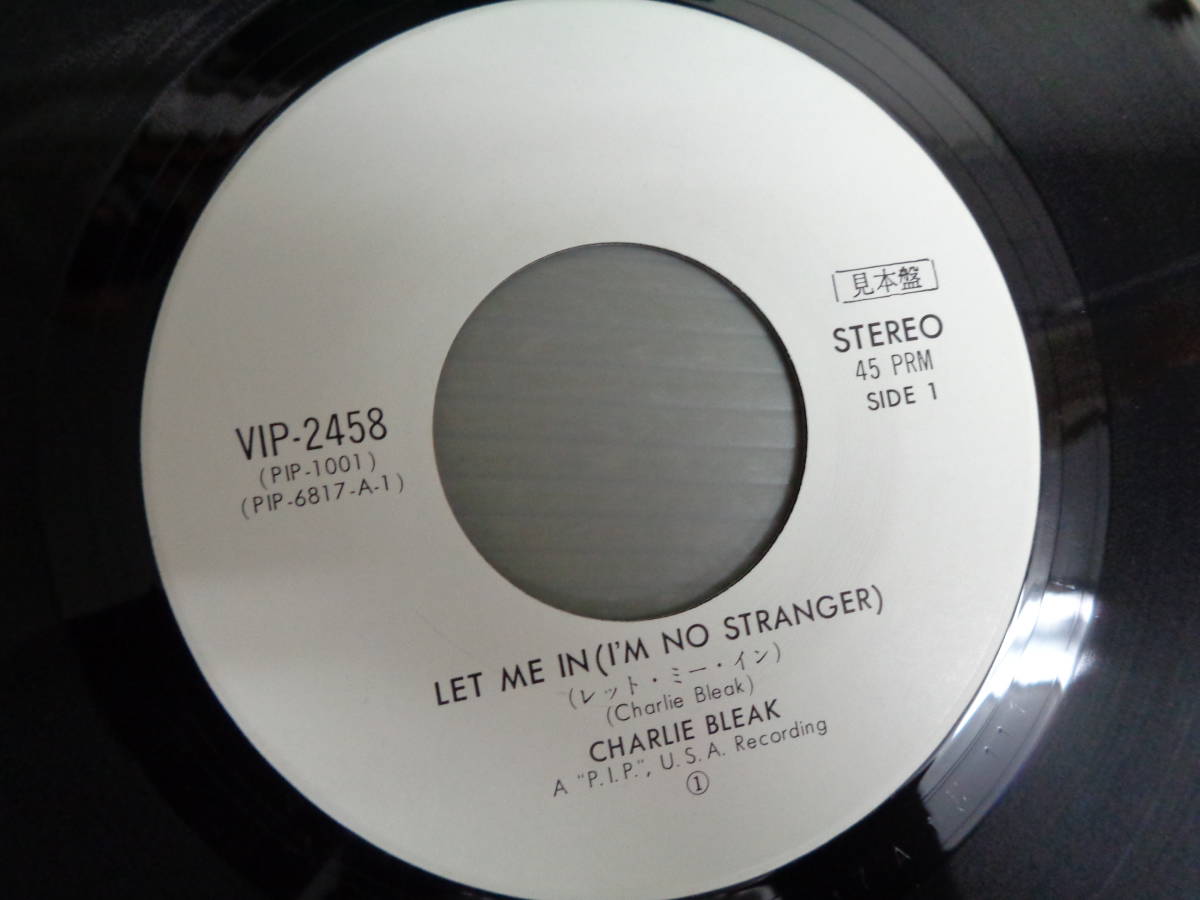 見本盤
STEREO
45 PRM
SIDE 1
VIP-2458
(PIP-1001)
(PIP-6817-A-1)
LET ME IN(I'M NO STRANGER)
(レット・ミー・イン)
(Charlie Bleak)
CHARLIE BLEAK
A "P.I.P.", U.S.A. Recording
①